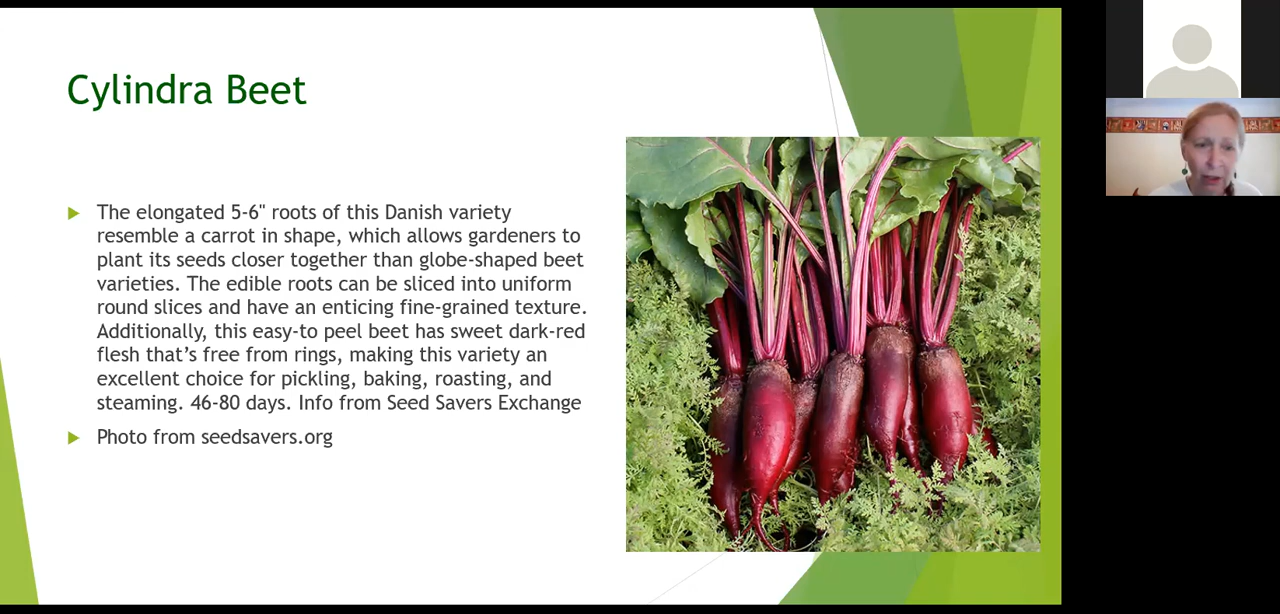 Cylindra Beet
The elongated 5-6" roots of this Danish variety
resemble a carrot in shape, which allows gardeners to
plant its seeds closer together than globe-shaped beet
varieties. The edible roots can be sliced into uniform
round slices and have an enticing fine-grained texture.
Additionally, this easy-to peel beet has sweet dark-red
flesh that’s free from rings, making this variety an
excellent choice for pickling, baking, roasting, and
steaming. 46-80 days. Info from Seed Savers Exchange
Photo from seedsavers.org